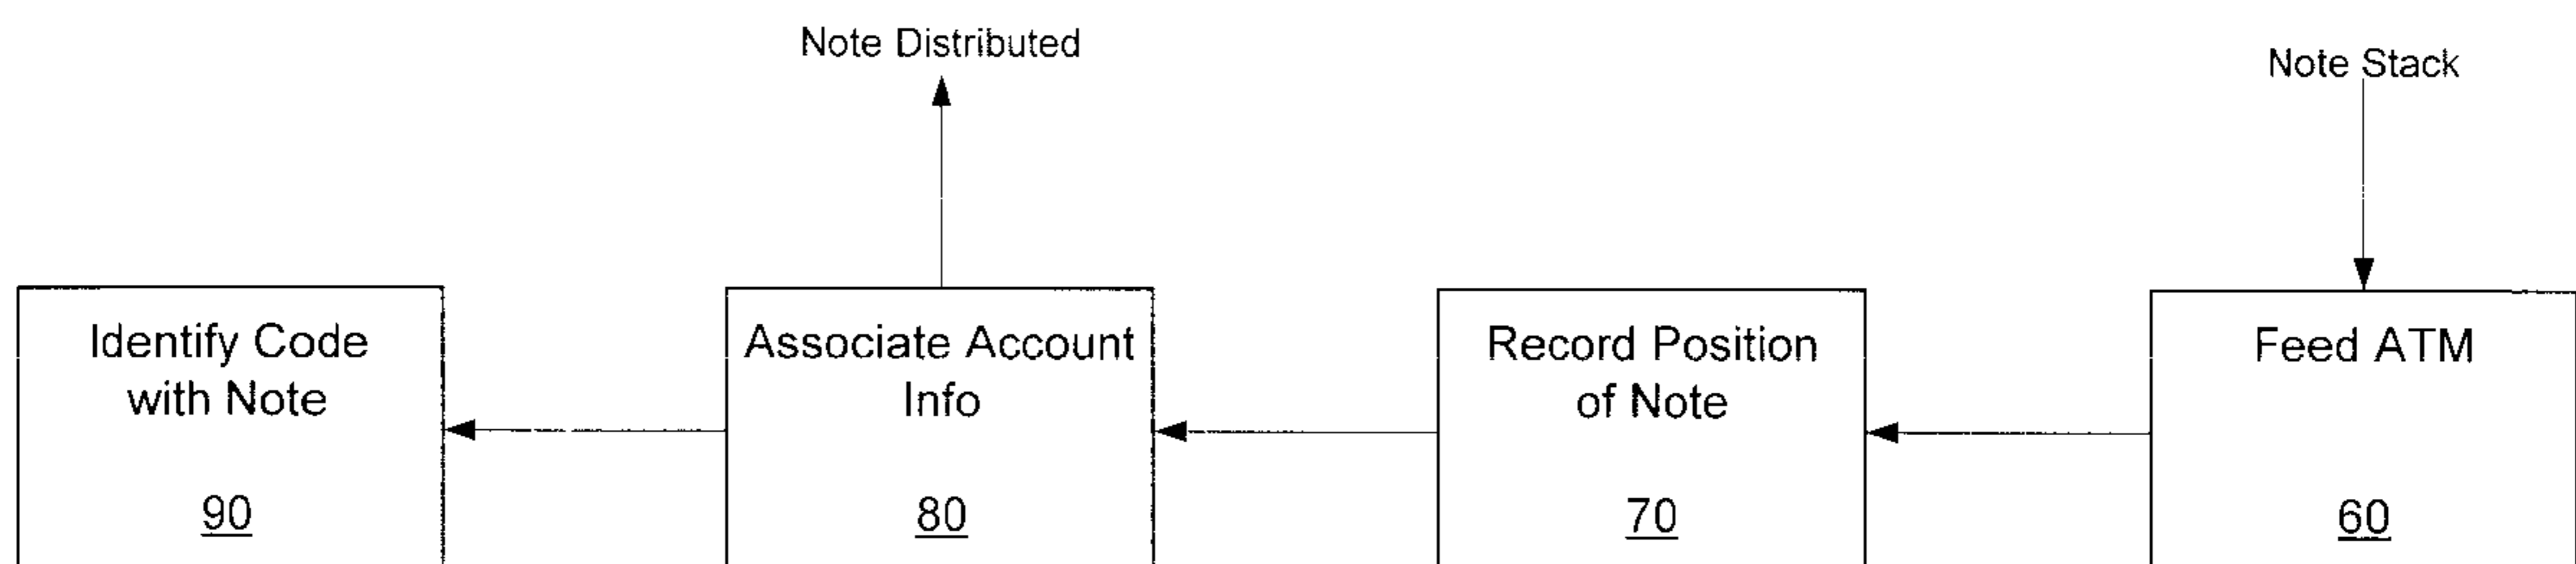 Note Distributed
Note Stack
Identify Code
with Note
90
Associate Account
Info
80
Record Position
of Note
70
Feed ATM
60